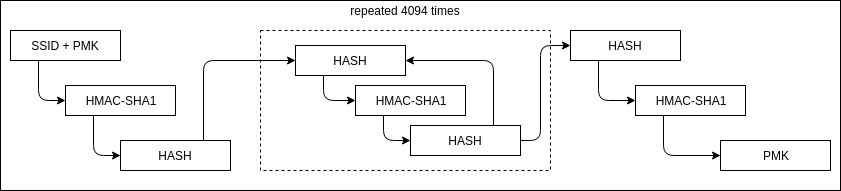 repeated 4094 times
SSID + PMK
HMAC-SHA1
HASH
HASH
HMAC-SHA1
HASH
HASH
HMAC-SHA1
PMK